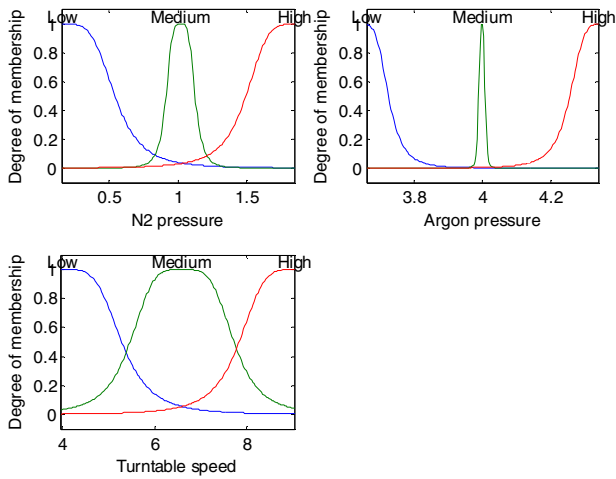 Low Medium High
Degree of membership
1
0.8
0.6
0.4
0.2
0
0.5 1 1.5
N2 pressure
Low Medium High
Degree of membership
1
0.8
0.6
0.4
0.2
0
3.8 4 4.2
Argon pressure
Low Medium High
Degree of membership
1
0.8
0.6
0.4
0.2
0
4 6 8
Turntable speed